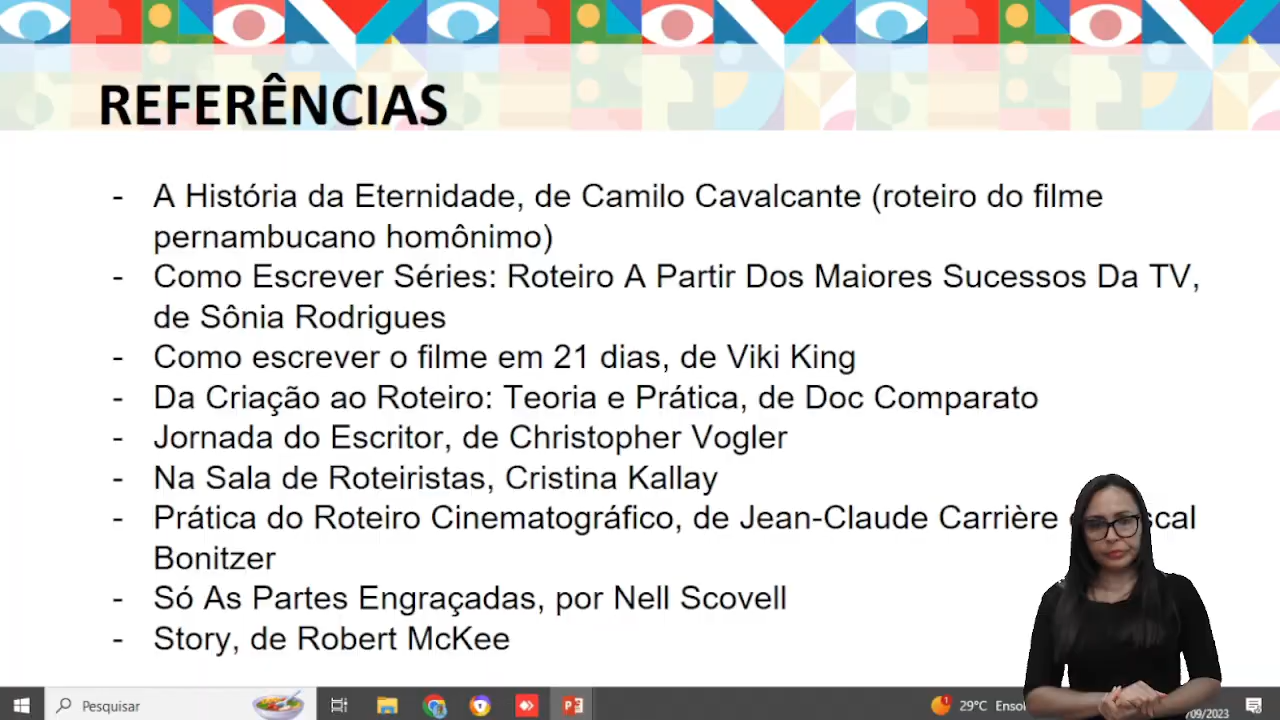 REFERÊNCIAS
- A História da Eternidade, de Camilo Cavalcante (roteiro do filme
pernambucano homônimo)
- Como Escrever Séries: Roteiro A Partir Dos Maiores Sucessos Da TV,
de Sônia Rodrigues
- Como escrever o filme em 21 dias, de Viki King
- Da Criação ao Roteiro: Teoria e Prática, de Doc Comparato
- Jornada do Escritor, de Christopher Vogler
- Na Sala de Roteiristas, Cristina Kallay
- Prática do Roteiro Cinematográfico, de Jean-Claude Carrière
Bonitzer
- Só As Partes Engraçadas, por Nell Scovell
- Story, de Robert McKee
Pesquisar
29°C